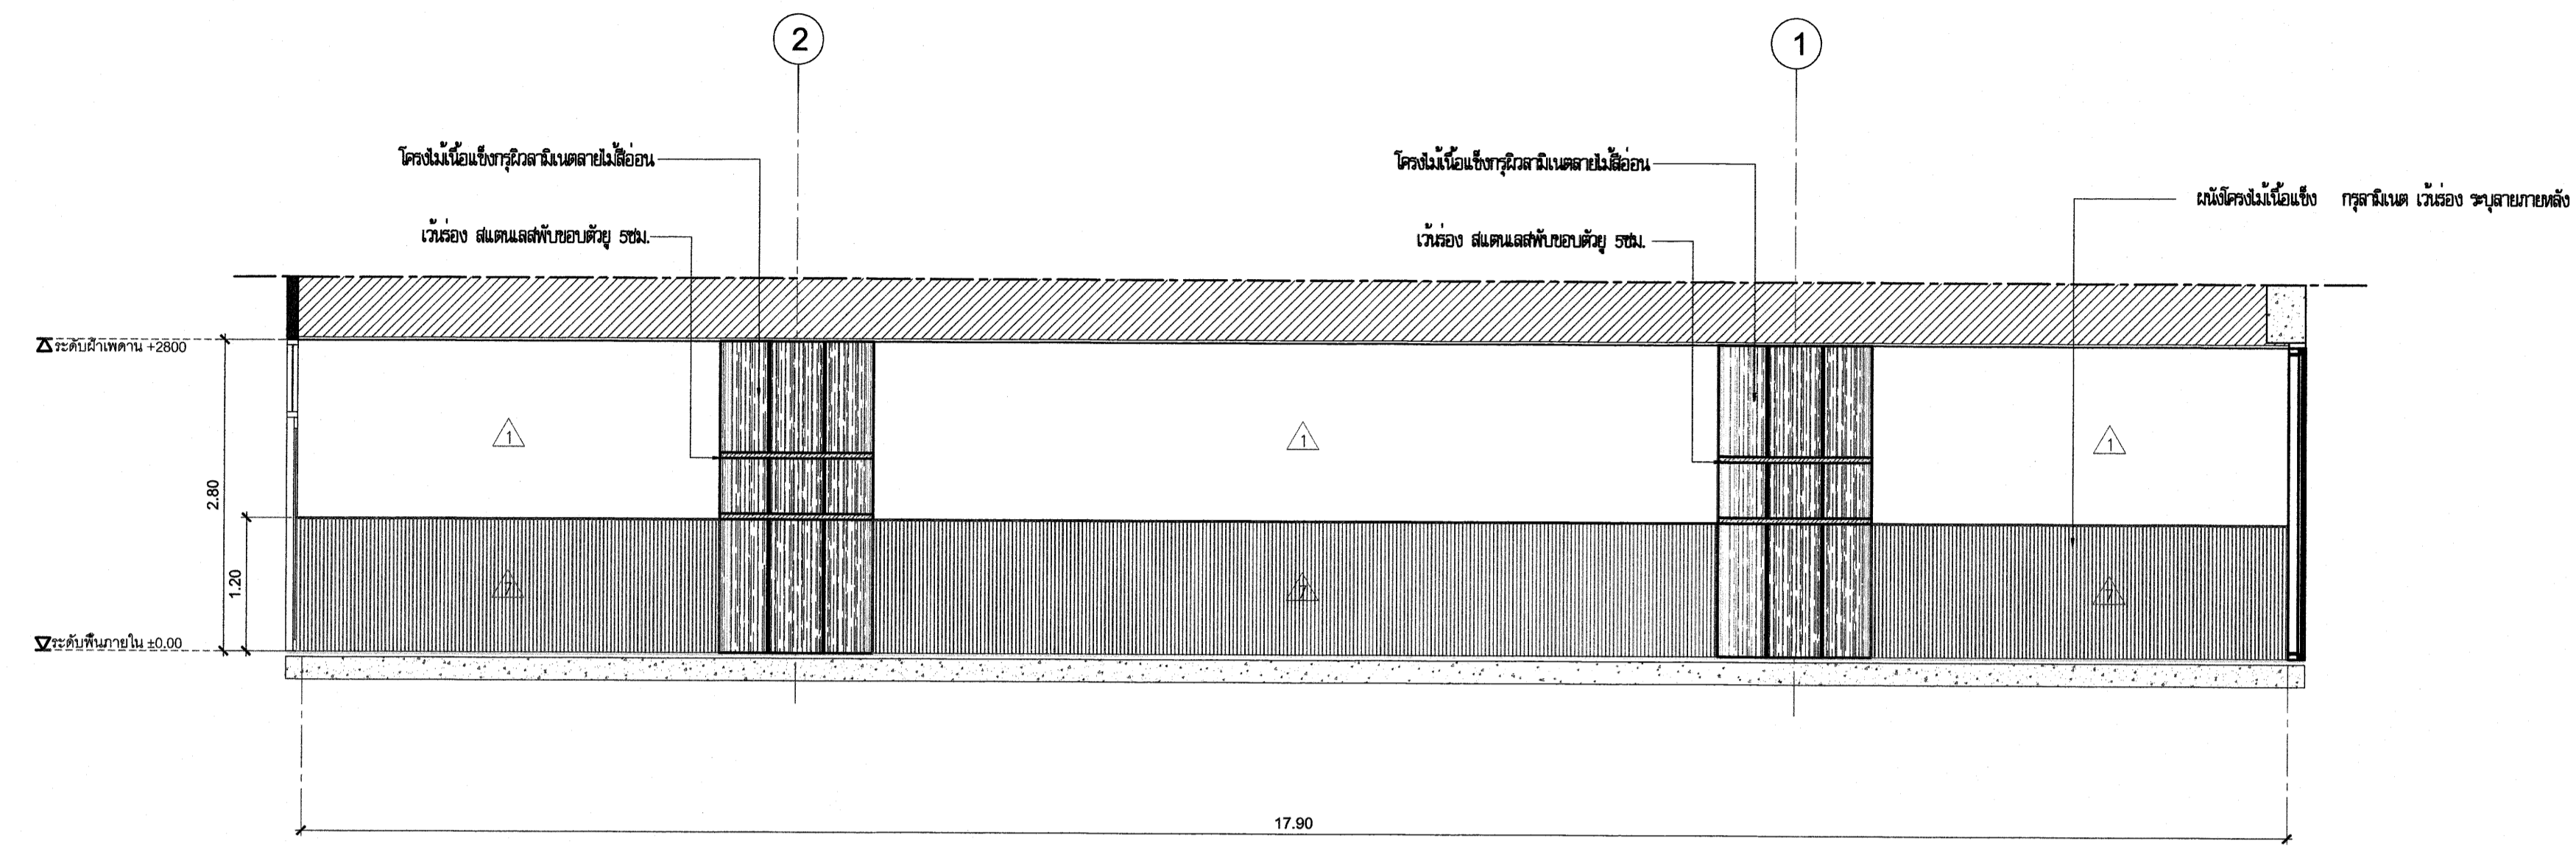 2
1
โครงไม้เนื้อแข็งกรุผิวลามิเนตลายไม้สีอ่อน
โครงไม้เนื้อแข็งกรุผิวลามิเนตลายไม้สีอ่อน
ผนังโครงไม้เนื้อแข็ง กรุลามิเนต เว้นร่อง ระบุลายภายหลัง
เว้นร่อง สแตนเลสพับขอบตัวยู 5ซม.
เว้นร่อง สแตนเลสพับขอบตัวยู 5ซม.
ระดับฝ้าเพดาน +2800
1
1
1
2.80
1.20
7
7
7
ระดับพื้นภายใน ±0.00
17.90